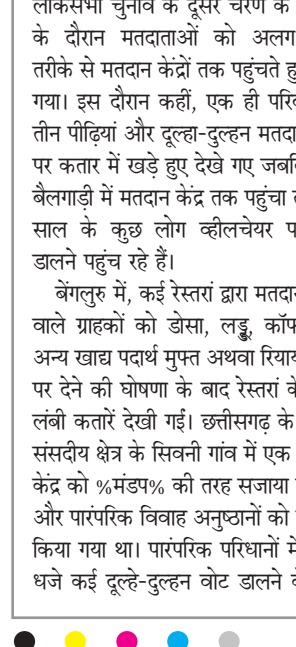 लोकसभा चुनाव के दूसरे चरण के
के दौरान मतदाताओं को अलग
तरीके से मतदान केंद्रों तक पहुंचते हु
गया। इस दौरान कहीं, एक ही परि
तीन पीढ़ियां और दूल्हा-दुल्हन मतदा
पर कतार में खड़े हुए देखे गए जबकि
बैलगाड़ी में मतदान केंद्र तक पहुंचा
साल के कुछ लोग व्हीलचेयर प
डालने पहुंच रहे हैं।
बेंगलुरु में, कई रेस्तरां द्वारा मतदान
वाले ग्राहकों को डोसा, लड्डू, कॉफ
अन्य खाद्य पदार्थ मुफ्त अथवा रियाय
पर देने की घोषणा के बाद रेस्तरां के
लंबी कतारें देखी गईं। छत्तीसगढ़ के
संसदीय क्षेत्र के सिवनी गांव में एक
केंद्र को %मंडप% की तरह सजाया
और पारंपरिक विवाह अनुष्ठानों को
किया गया था। पारंपरिक परिधानों में
धजे कई दूल्हे-दुल्हन वोट डालने के